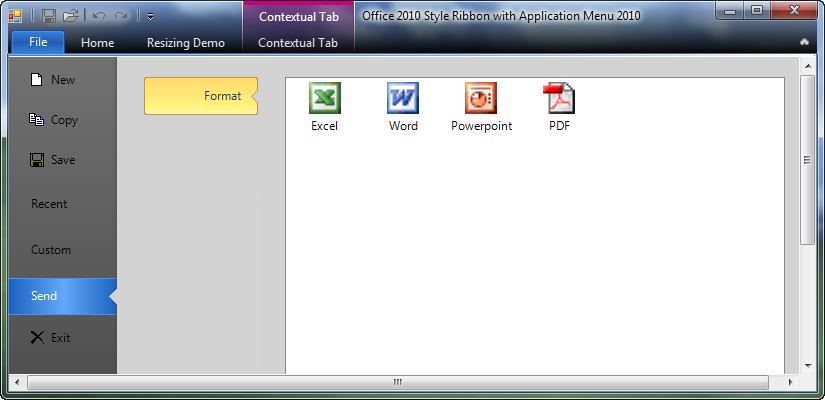 Contextual Tab
Office 2010 Style Ribbon with Application Menu 2010
File
Home
Resizing Demo
Contextual Tab
New
Copy
Save
Recent
Custom
Send
Exit
Format
Excel
Word
Powerpoint
PDF